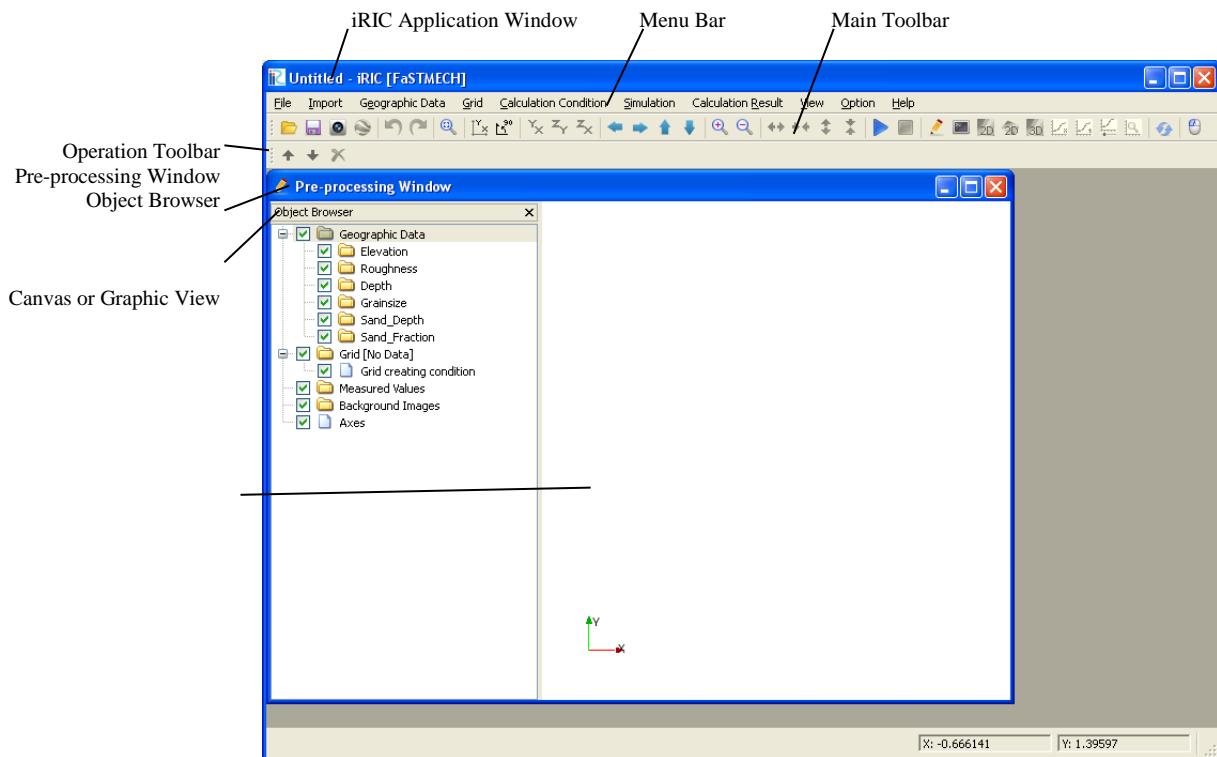 iRIC Application Window Menu Bar Main Toolbar
Untitled - iRIC [FaSTMECH]
File Import Geographic Data Grid Calculation Condition Simulation Calculation Result View Option Help
Operation Toolbar
Pre-processing Window
Object Browser
Canvas or Graphic View
Pre-processing Window
Object Browser
Geographic Data
Elevation
Roughness
Depth
Grainsize
Sand_Depth
Sand_Fraction
Grid [No Data]
Grid creating condition
Measured Values
Background Images
Axes
Y
X
X: -0.666141 Y: 1.39597